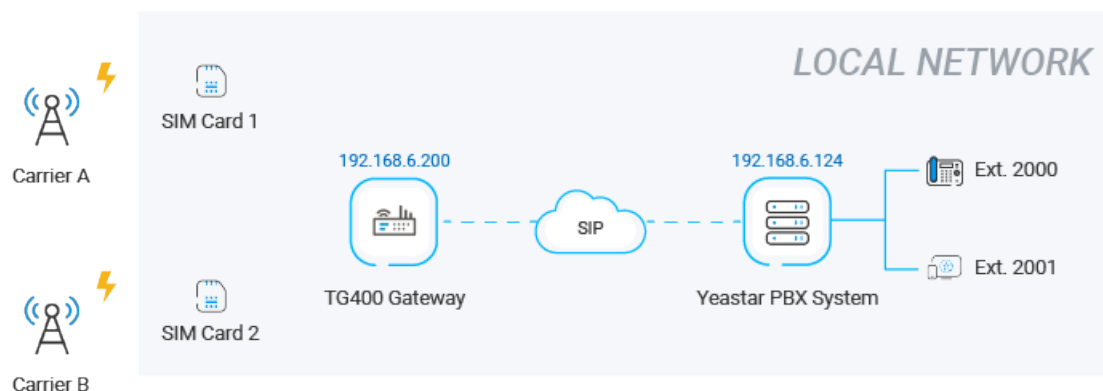 LOCAL NETWORK
Carrier A
SIM Card 1
192.168.6.200
TG400 Gateway
SIP
192.168.6.124
Yeastar PBX System
Ext. 2000
Ext. 2001
Carrier B
SIM Card 2